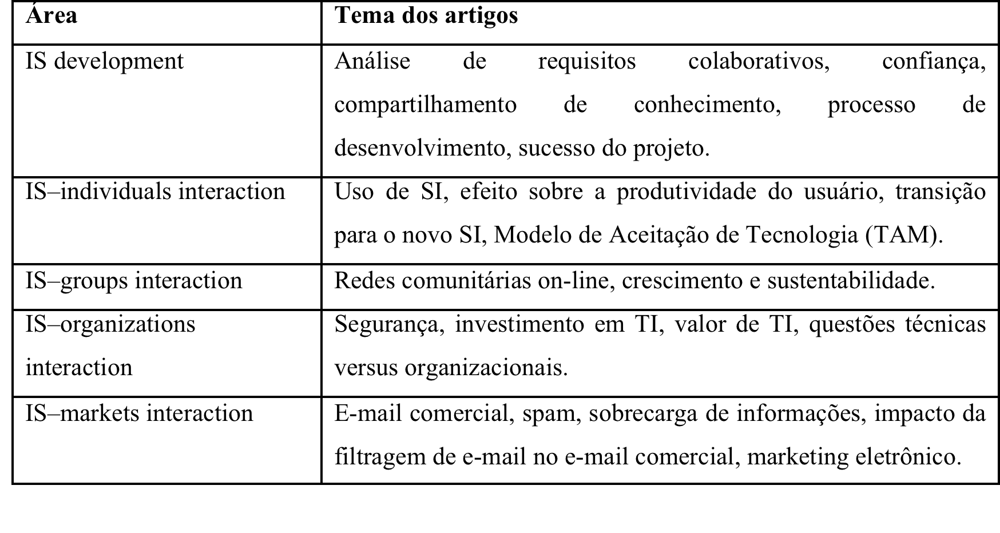 Área
Tema dos artigos
IS development
Análise de requisitos colaborativos, confiança,
compartilhamento de conhecimento, processo de
desenvolvimento, sucesso do projeto.
IS–individuals interaction
Uso de SI, efeito sobre a produtividade do usuário, transição
para o novo SI, Modelo de Aceitação de Tecnologia (TAM).
IS–groups interaction
Redes comunitárias on-line, crescimento e sustentabilidade.
IS–organizations
interaction
Segurança, investimento em TI, valor de TI, questões técnicas
versus organizacionais.
IS–markets interaction
E-mail comercial, spam, sobrecarga de informações, impacto da
filtragem de e-mail no e-mail comercial, marketing eletrônico.